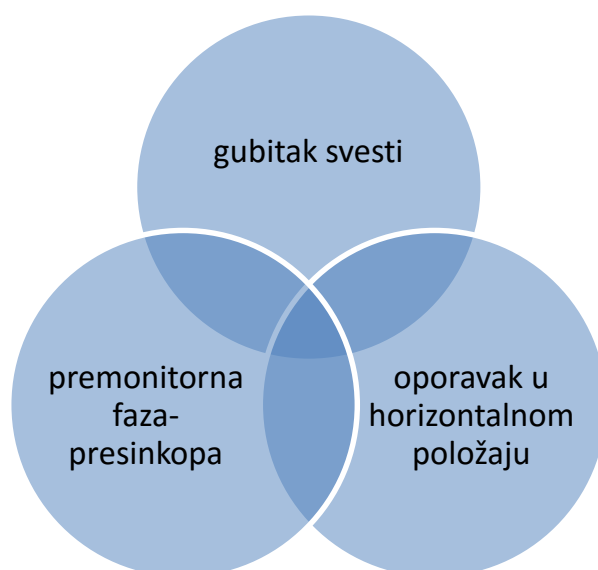 gubitak svesti
premonitorna
faza-
presinkopa
oporavak u
horizontalnom
položaju